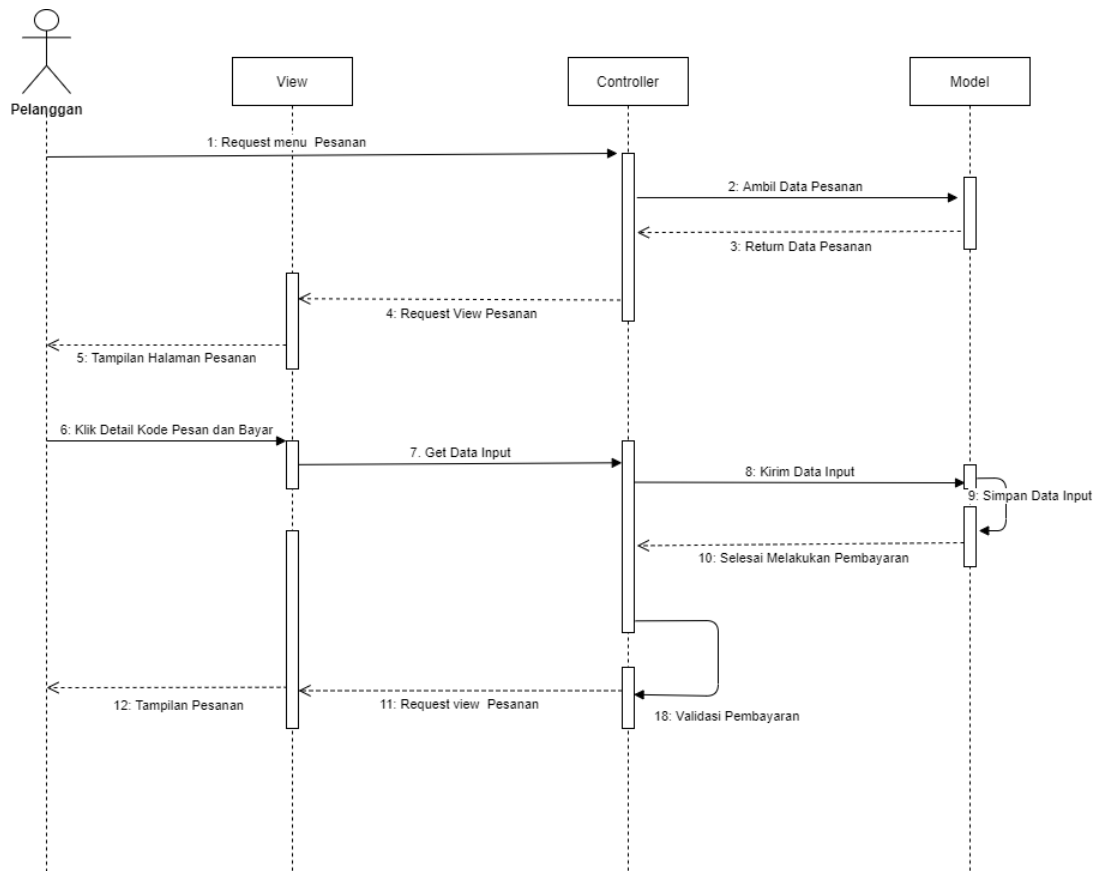 Pelanggan
View
Controller
Model
1: Request menu Pesanan
2: Ambil Data Pesanan
3: Return Data Pesanan
4: Request View Pesanan
5: Tampilan Halaman Pesanan
6: Klik Detail Kode Pesan dan Bayar
7. Get Data Input
8: Kirim Data Input
9: Simpan Data Input
10: Selesai Melakukan Pembayaran
11: Request view Pesanan
12: Tampilan Pesanan
18: Validasi Pembayaran